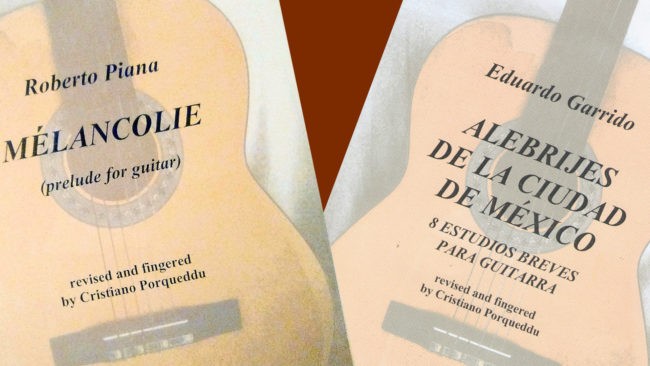 Roberto Piana
MÉLANCOLIE
(prelude for guitar)
revised and fingered
by Cristiano Porqueddu
Eduardo Garrido
ALEBRIJES
DE LA CIUDAD
DE MÉXICO
8 ESTUDIOS BREVES
PARA GUITARRA
revised and fingered
by Cristiano Porqueddu